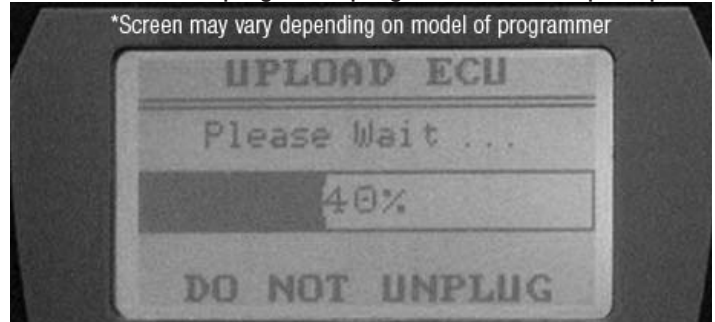 *Screen may vary depending on model of programmer
UPLOAD ECU
Please Wait ...
40%
DO NOT UNPLUG